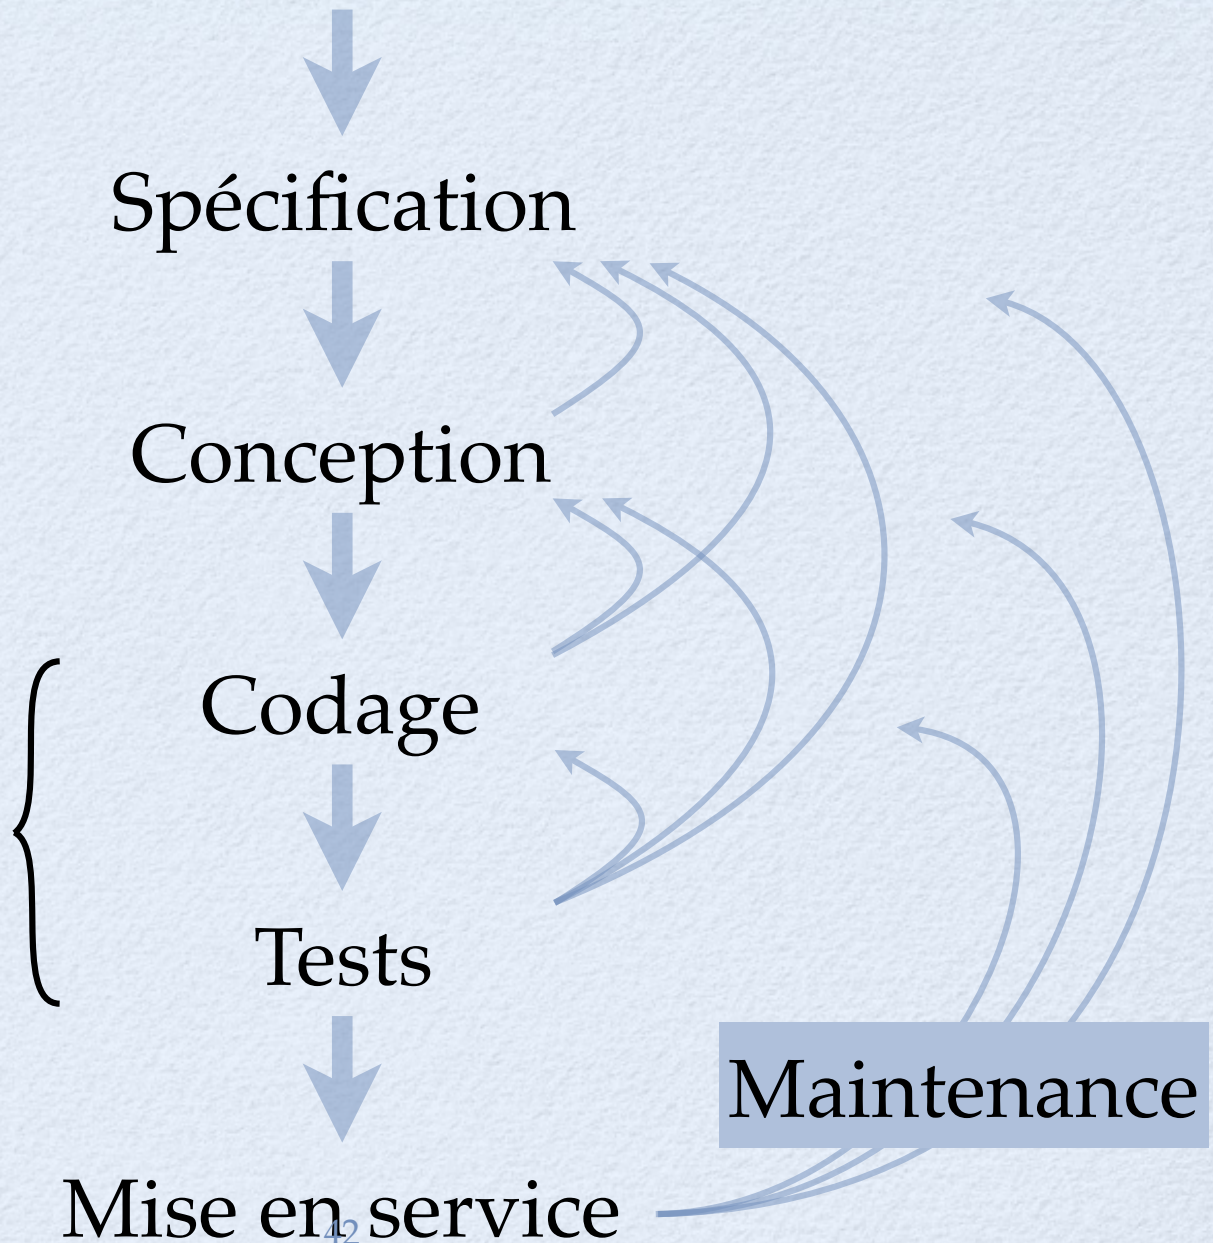 Spécification
Conception
Codage
Tests
Maintenance
Mise en service
42